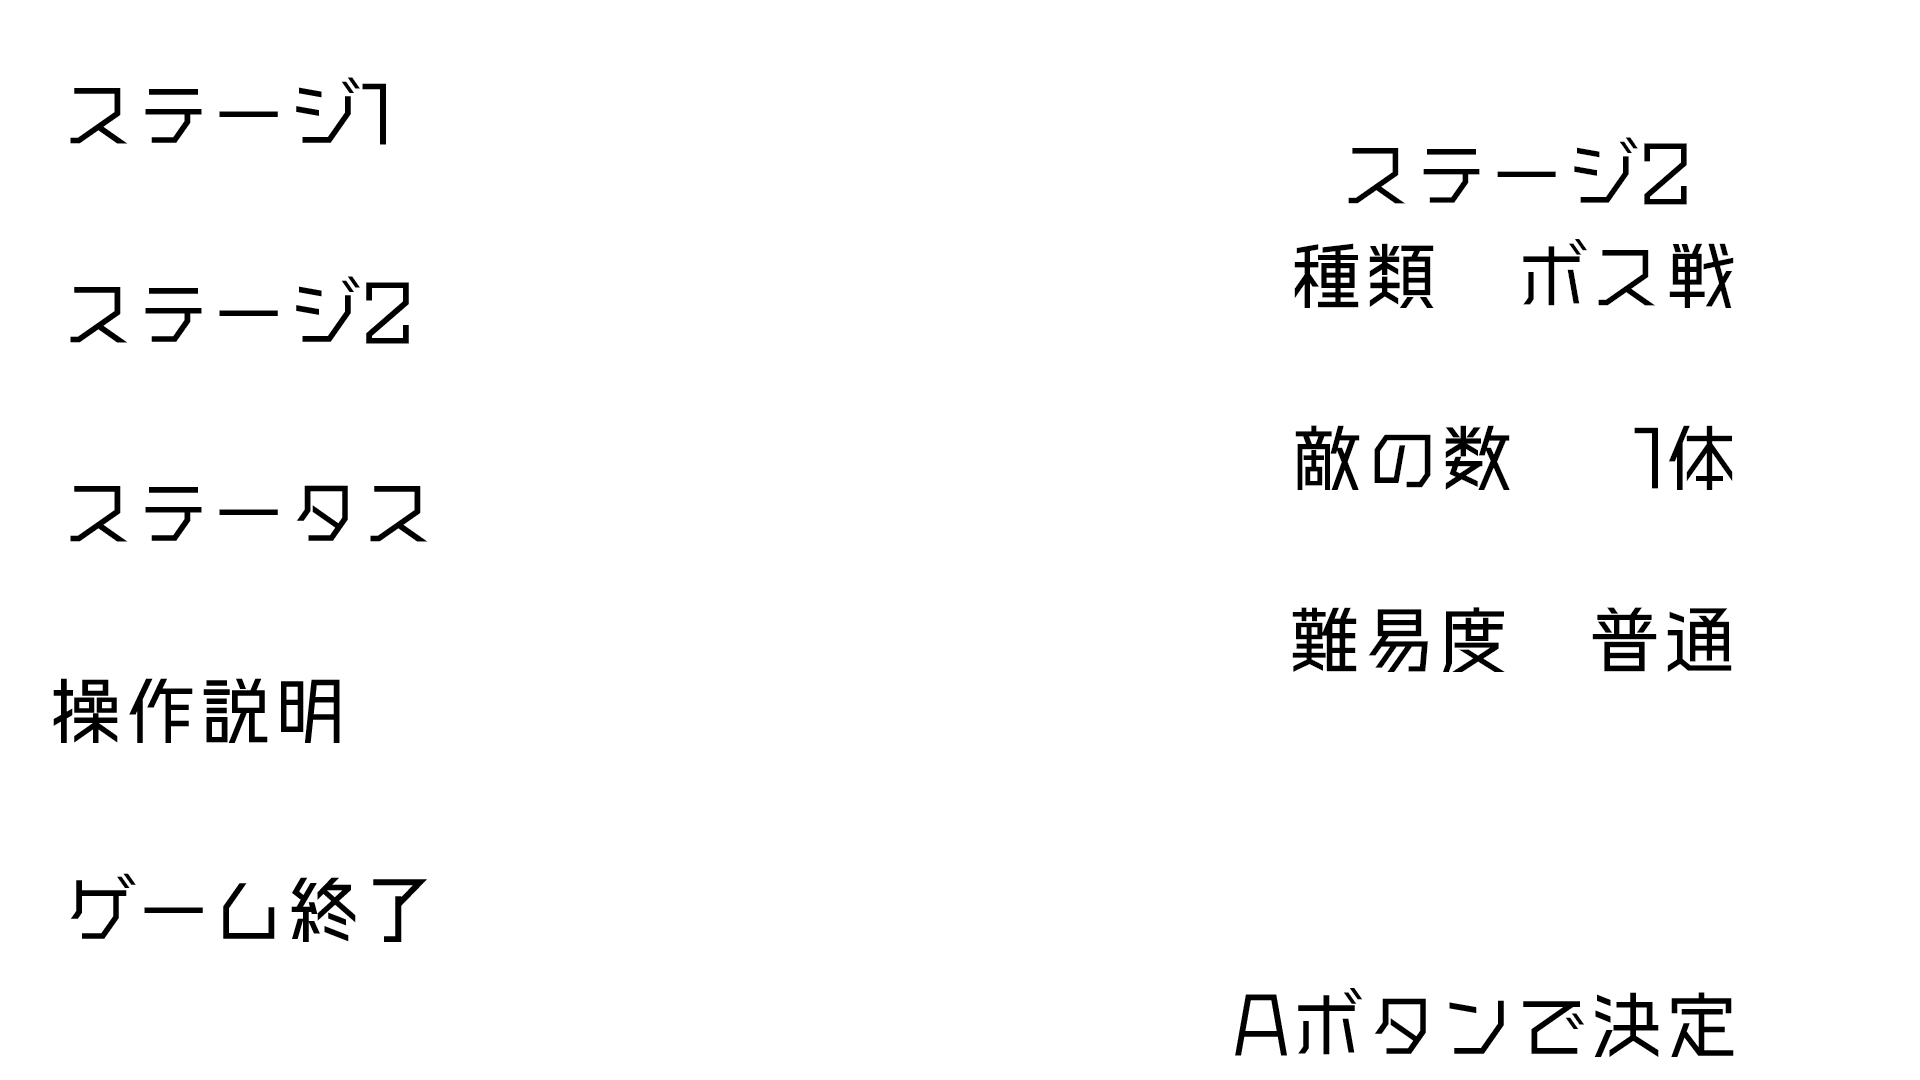 ステージ1
ステージ2
ステータス
操作説明
ゲーム終了
ステージ2
種類　ボス戦
敵の数　1体
難易度　普通
Aボタンで決定